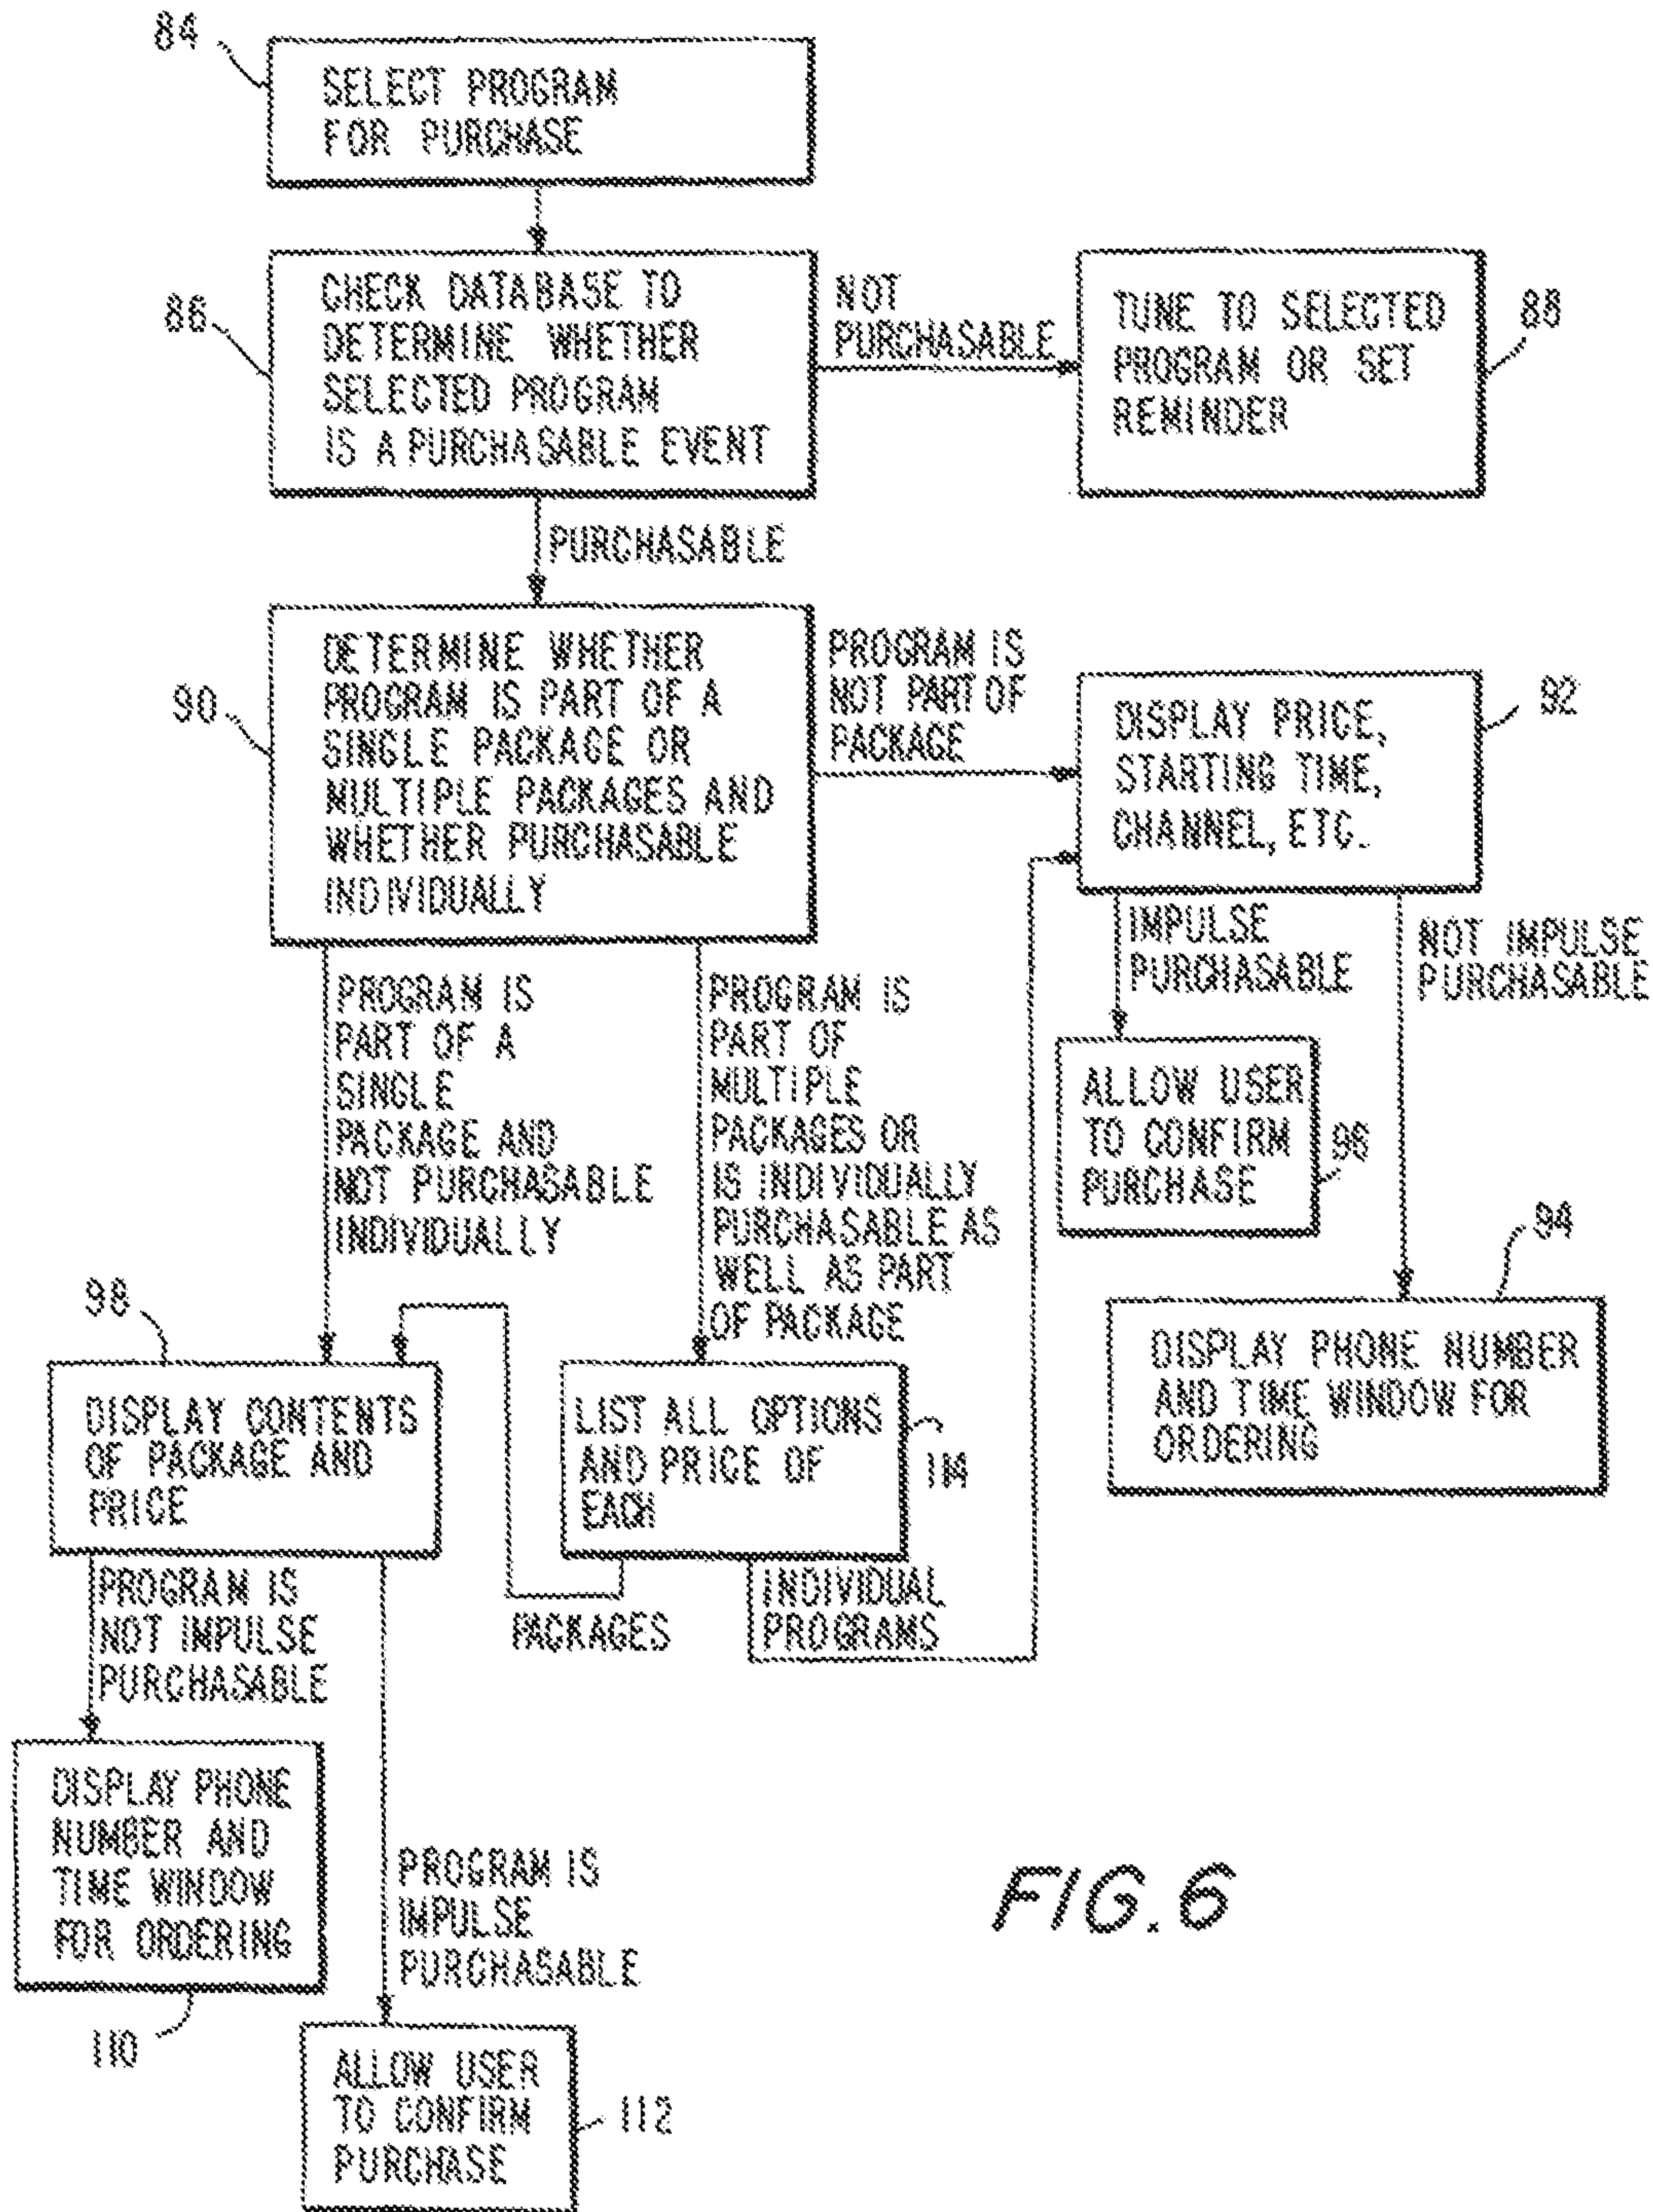 84
SELECT PROGRAM
FOR PURCHASE
86
CHECK DATABASE TO
DETERMINE WHETHER
SELECTED PROGRAM
IS A PURCHASABLE EVENT
NOT
PURCHASABLE
TUNE TO SELECTED
PROGRAM OR SET
REMINDER
88
PURCHASABLE
90
DETERMINE WHETHER
PROGRAM IS PART OF A
SINGLE PACKAGE OR
MULTIPLE PACKAGES AND
WHETHER PURCHASABLE
INDIVIDUALLY
PROGRAM IS
NOT PART OF
PACKAGE
DISPLAY PRICE,
STARTING TIME,
CHANNEL, ETC.
92
IMPULSE
PURCHASABLE
NOT IMPULSE
PURCHASABLE
PROGRAM IS
PART OF A
SINGLE
PACKAGE AND
NOT PURCHASABLE
INDIVIDUALLY
PROGRAM IS
PART OF
MULTIPLE
PACKAGES OR
IS INDIVIDUALLY
PURCHASABLE AS
WELL AS PART
OF PACKAGE
ALLOW USER
TO CONFIRM
PURCHASE
96
94
DISPLAY PHONE NUMBER
AND TIME WINDOW FOR
ORDERING
98
DISPLAY CONTENTS
OF PACKAGE AND
PRICE
LIST ALL OPTIONS
AND PRICE OF
EACH
114
PROGRAM IS
NOT IMPULSE
PURCHASABLE
PACKAGES
INDIVIDUAL
PROGRAMS
DISPLAY PHONE
NUMBER AND
TIME WINDOW
FOR ORDERING
110
PROGRAM IS
IMPULSE
PURCHASABLE
ALLOW USER
TO CONFIRM
PURCHASE
112
FIG. 6